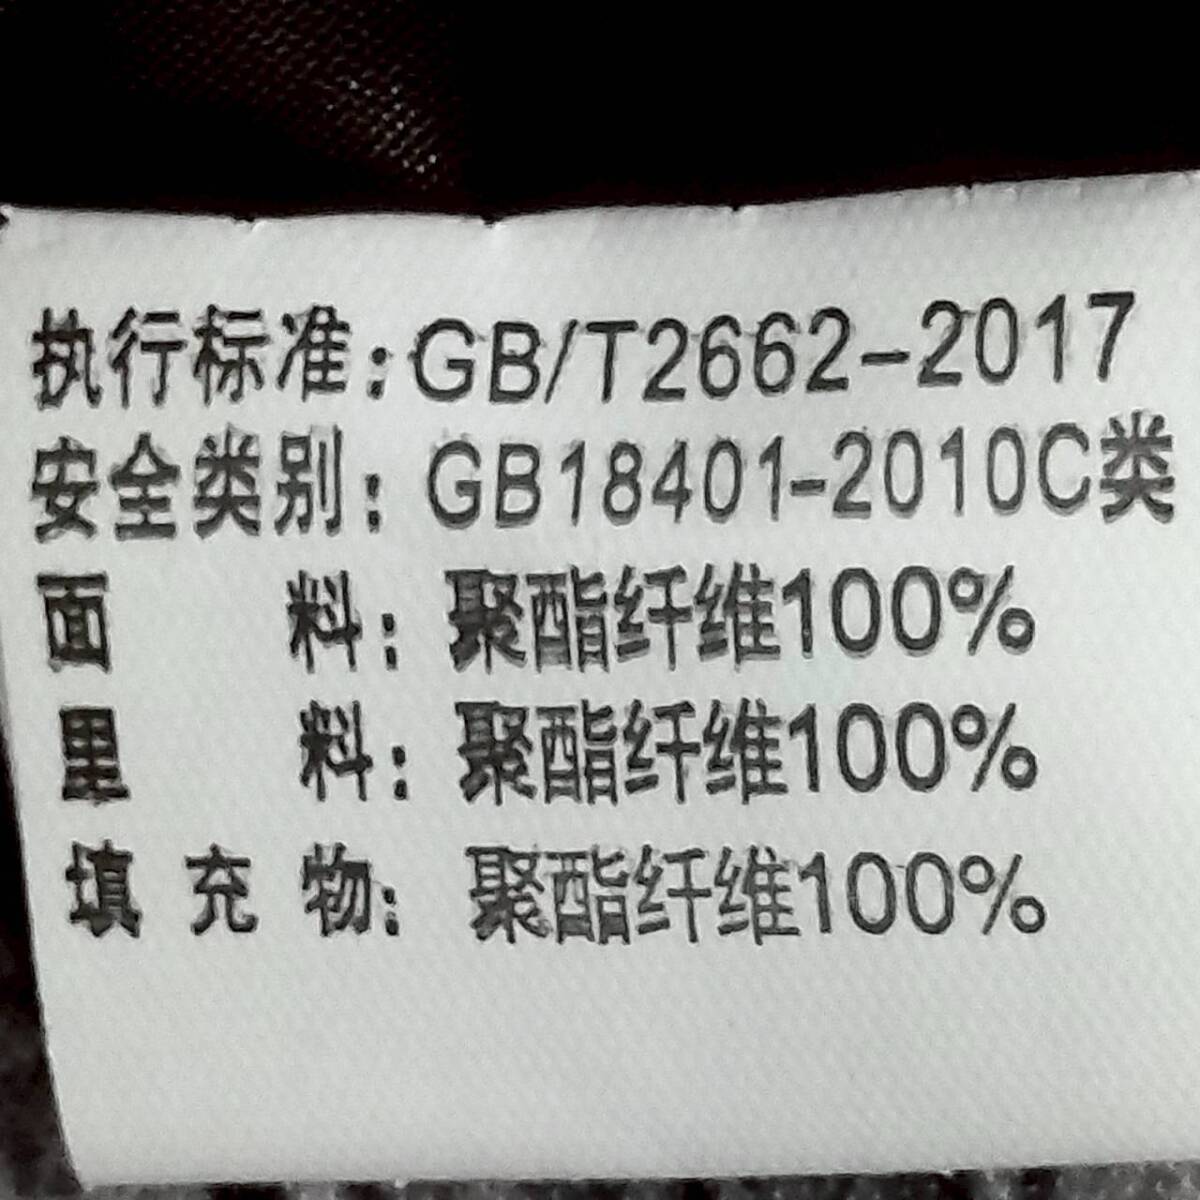 执行标准：GB/T2662-2017
安全类别：GB18401-2010C类
面 料：聚酯纤维100%
里 料：聚酯纤维100%
填 充 物：聚酯纤维100%